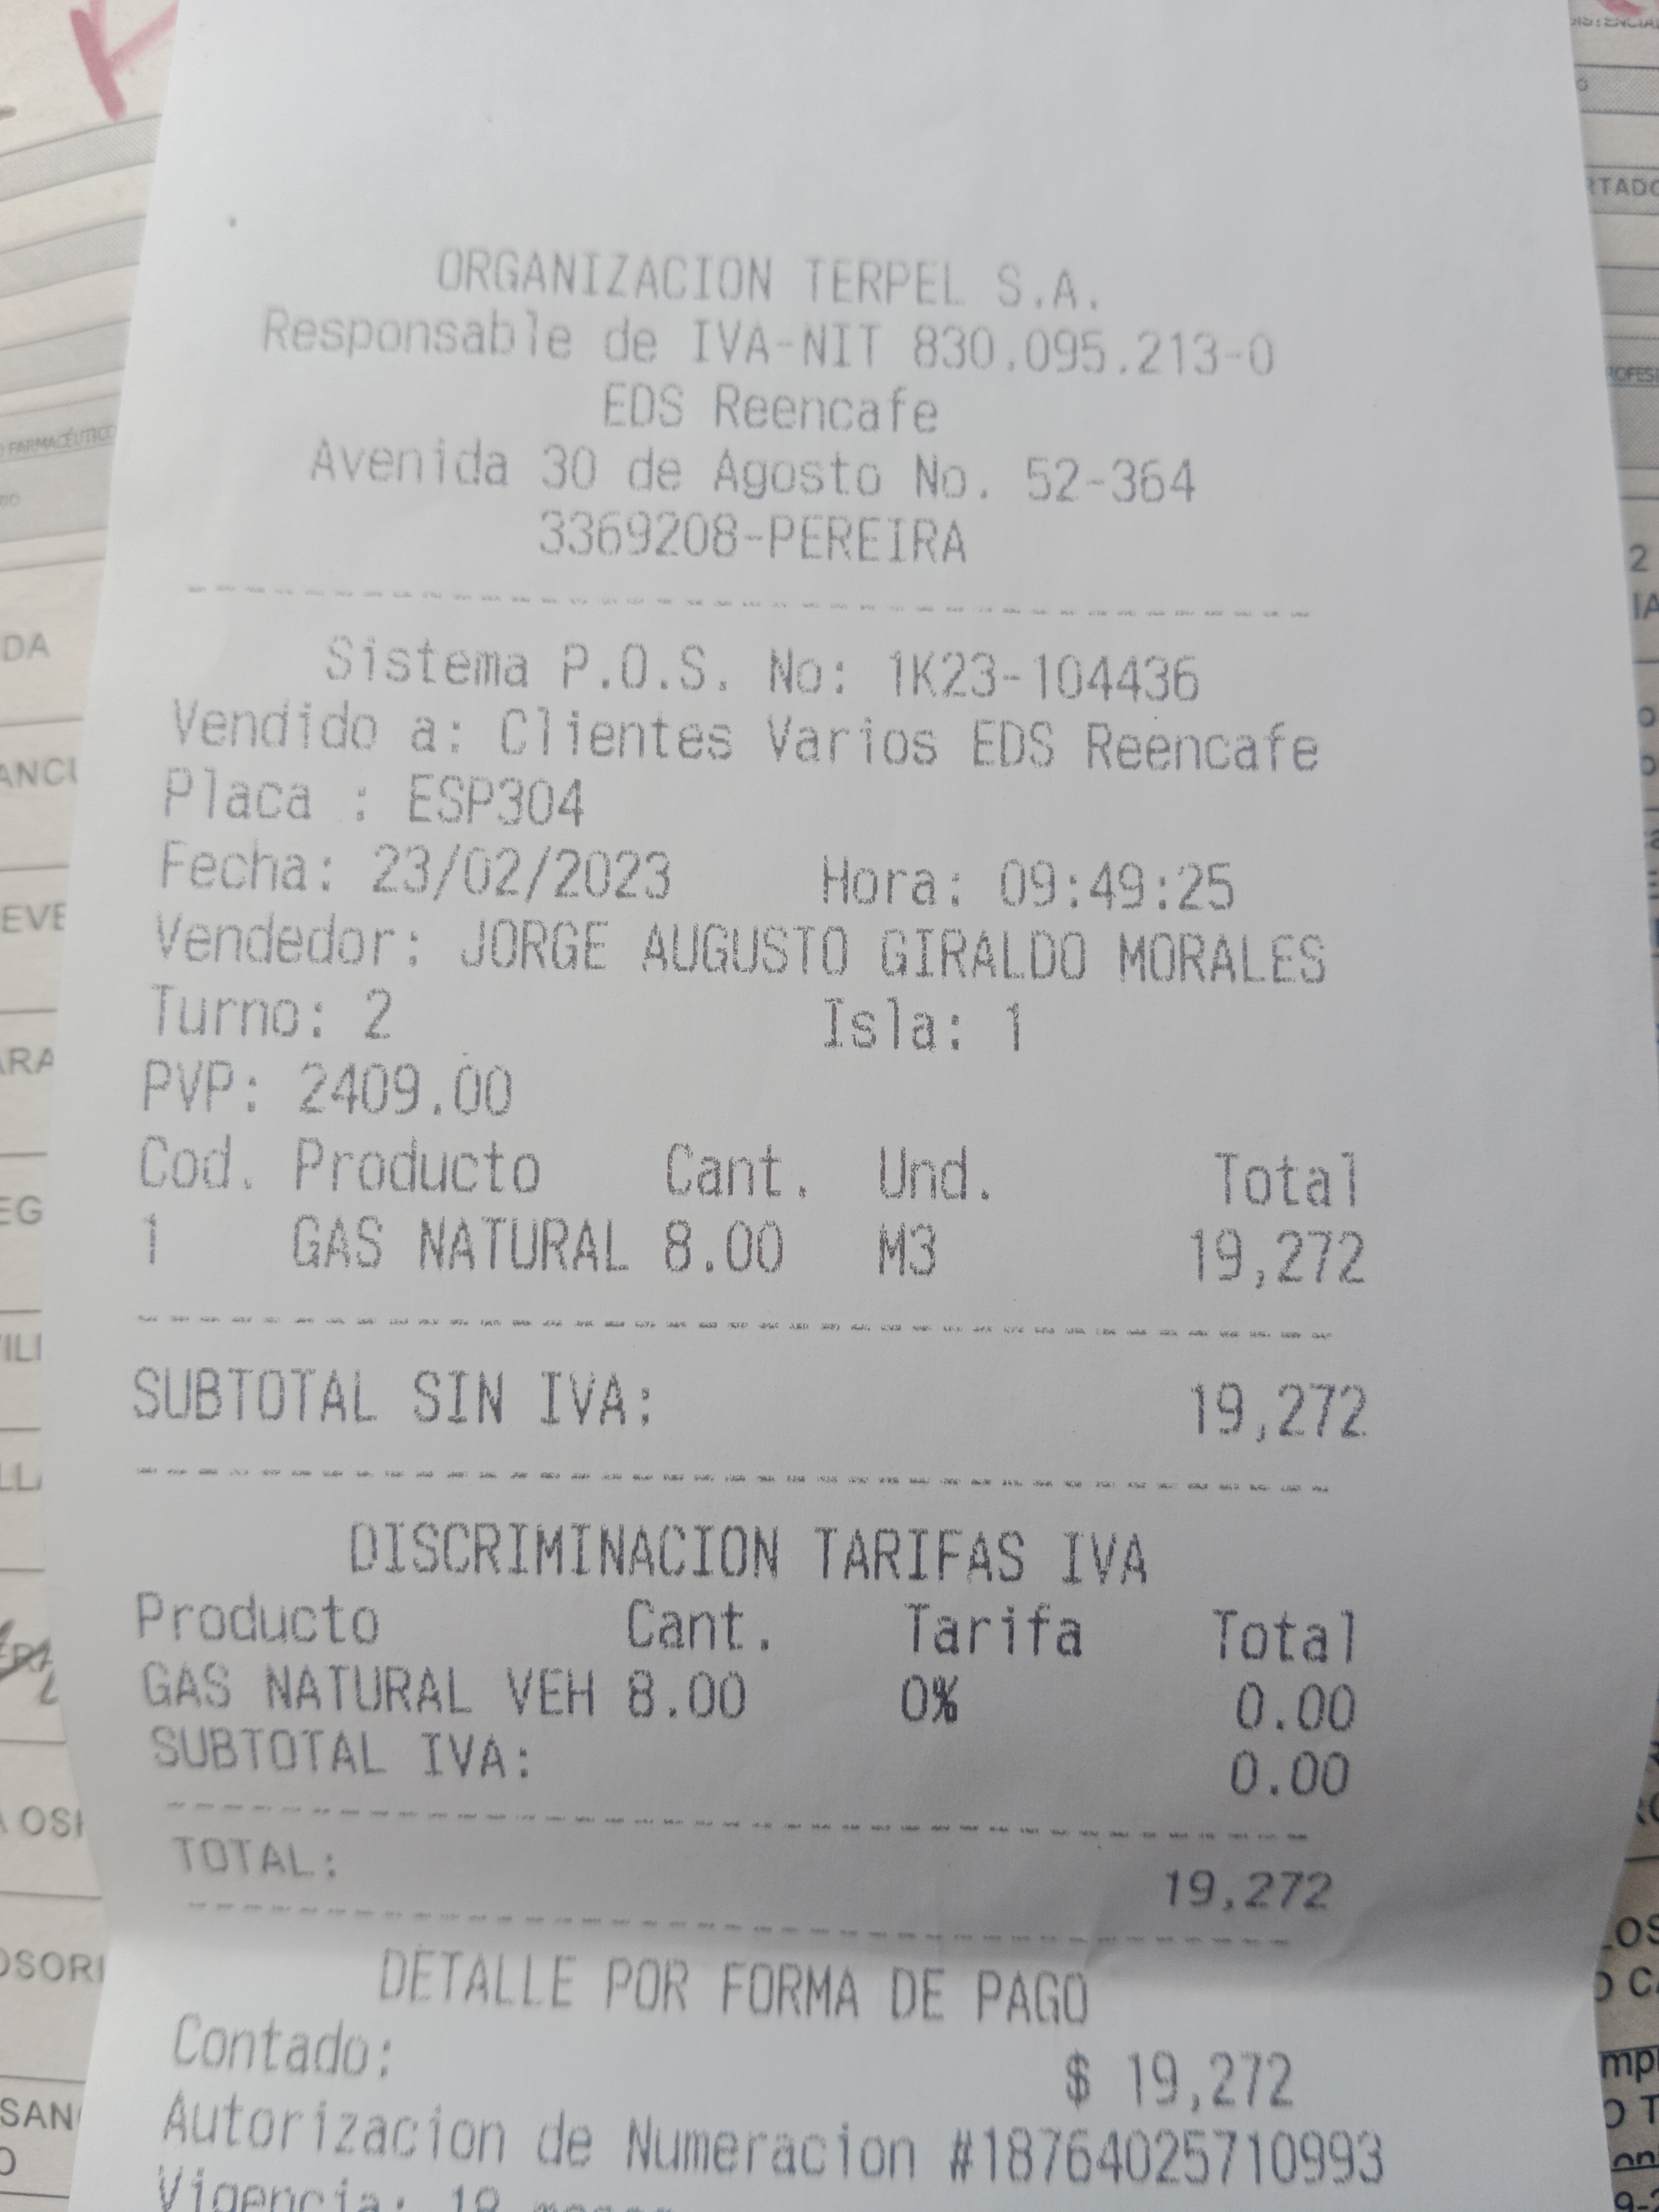 ORGANIZACION TERPEL S.A.
Responsable de IVA-NIT 830.095.213-0
EDS Reencafe
Avenida 30 de Agosto No. 52-364
3369208-PEREIRA
Sistema P.O.S. No: 1K23-104436
Vendido a: Clientes Varios EDS Reencafe
Placa : ESP304
Fecha: 23/02/2023 Hora: 09:49:25
Vendedor: JORGE AUGUSTO GIRALDO MORALES
Turno: 2 Isla: 1
PVP: 2409.00
Cod. Producto Cant. Und. Total
1 GAS NATURAL 8.00 M3 19,272
SUBTOTAL SIN IVA: 19,272
DISCRIMINACION TARIFAS IVA
Producto Cant. Tarifa Total
GAS NATURAL VEH 8.00 0% 0.00
SUBTOTAL IVA: 0.00
TOTAL: 19,272
DETALLE POR FORMA DE PAGO
Contado: $ 19,272
Autorizacion de Numeracion #18764025710993
Vigencia: 18